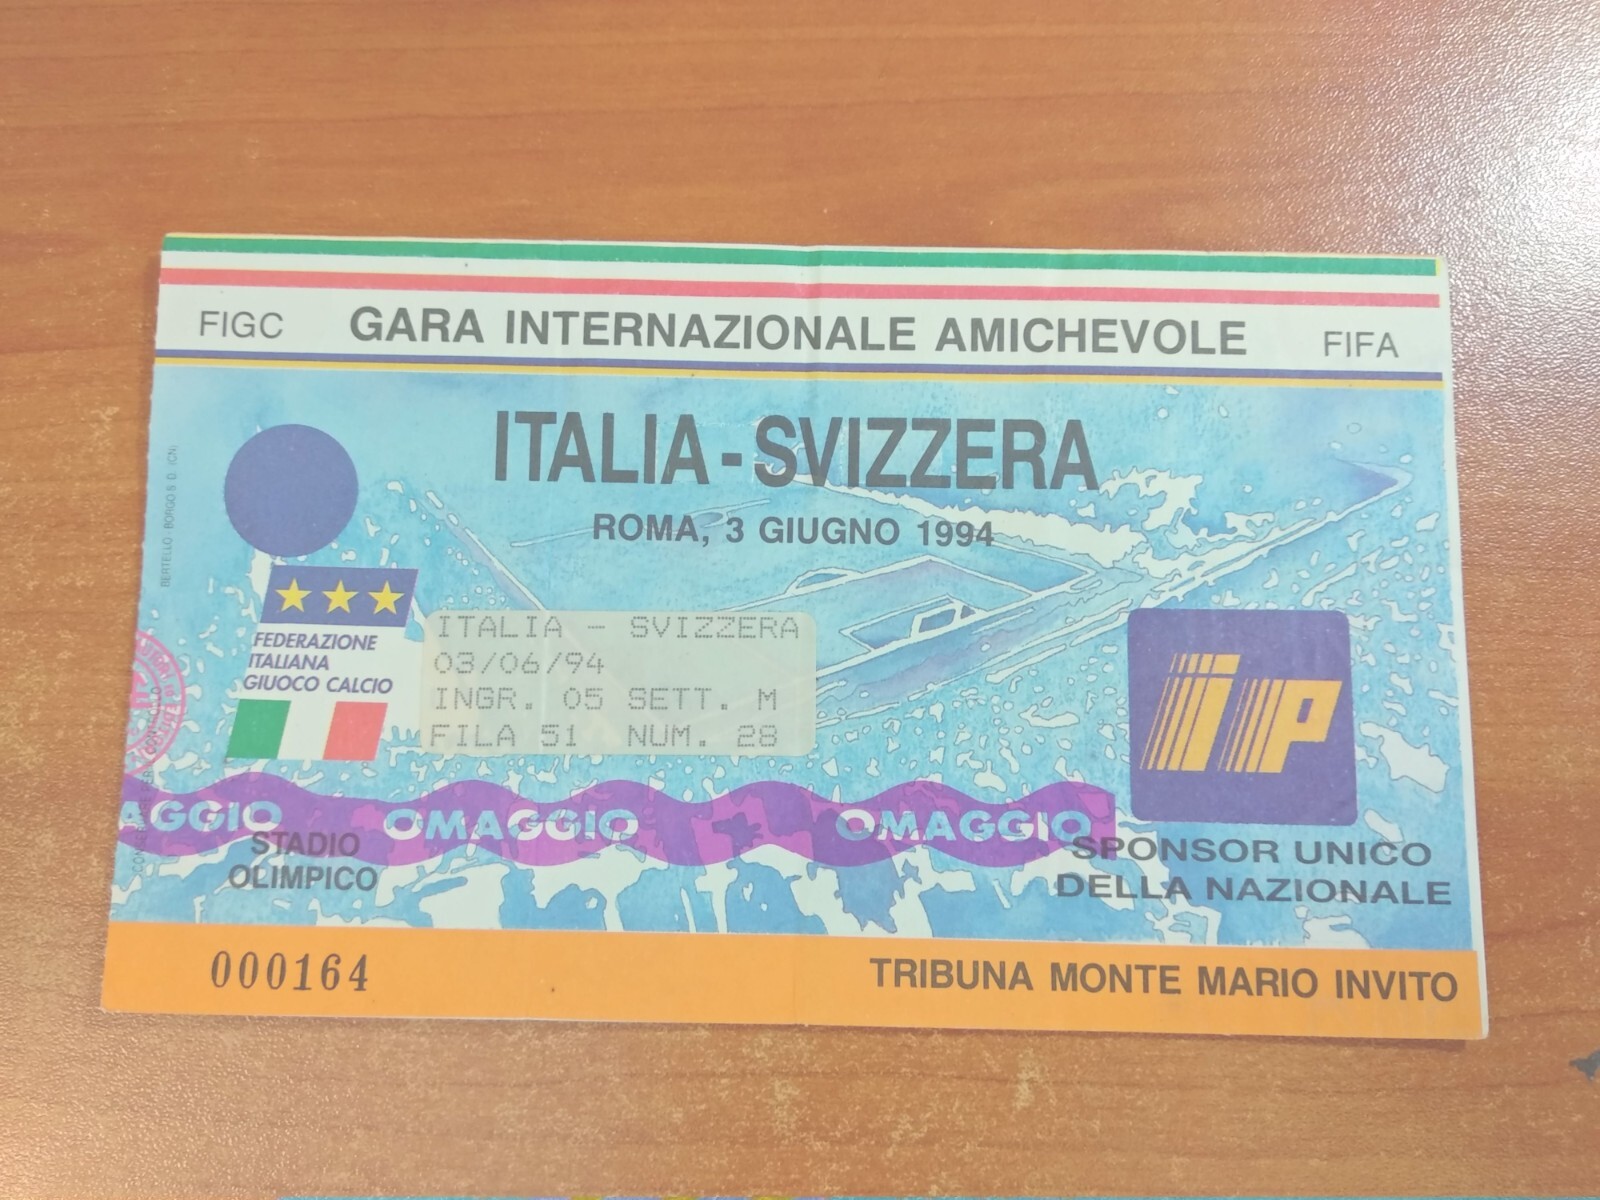 FIGC
GARA INTERNAZIONALE AMICHEVOLE
FIFA
ITALIA-SVIZZERA
ROMA, 3 GIUGNO 1994
FEDERAZIONE
ITALIANA
GIUOCO CALCIO
ITALIA - SVIZZERA
03/06/94
INGR. 05 SETT. M
FILA 51 NUM. 28
ip
AGGIO OMAGGIO OMAGGIO
STADIO
OLIMPICO
SPONSOR UNICO
DELLA NAZIONALE
000164
TRIBUNA MONTE MARIO INVITO